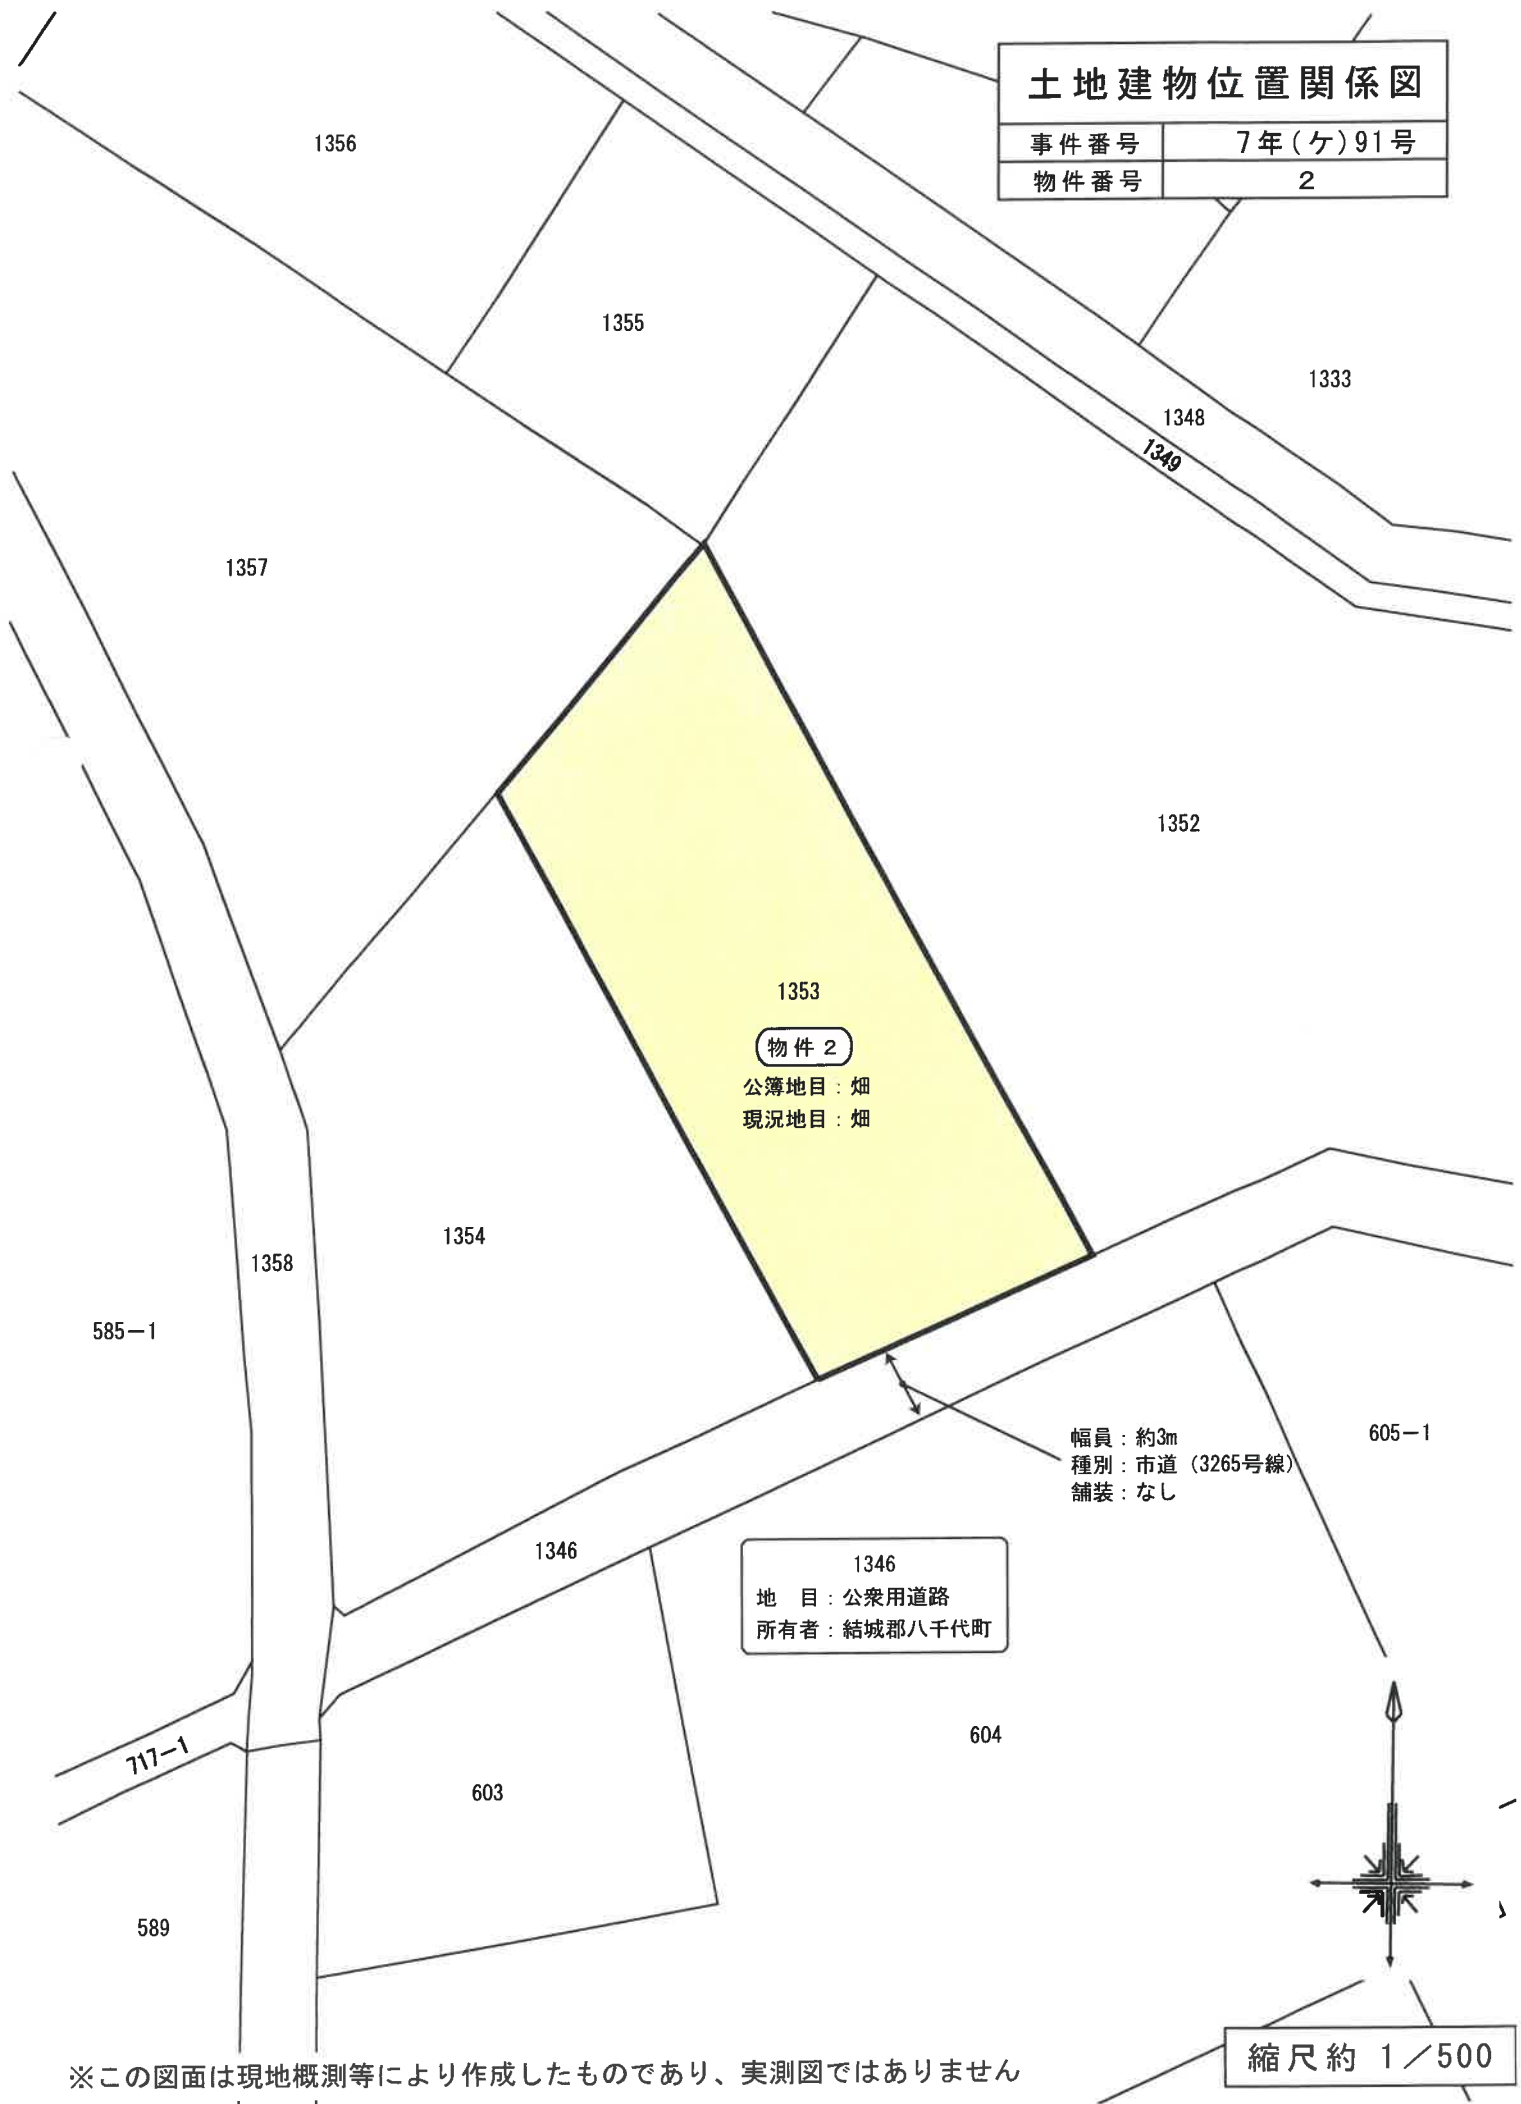 土地建物位置関係図
事件番号 7年(ケ)91号
物件番号 2
1356
1355
1333
1348
1349
1357
1352
1353
物件 2
公簿地目：畑
現況地目：畑
1354
1358
585－1
幅員：約3m
種別：市道（3265号線）
舗装：なし
605－1
1346
1346
地　目：公衆用道路
所有者：結城郡八千代町
717－1
604
603
589
縮尺約 1／500
※この図面は現地概測等により作成したものであり、実測図ではありません